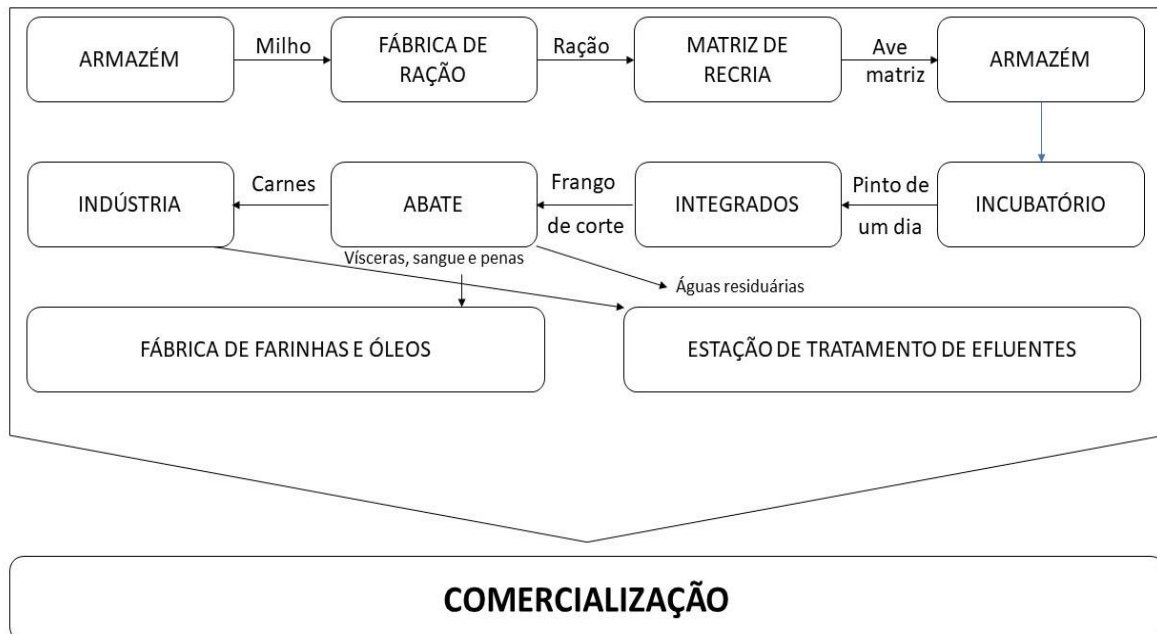 ARMAZÉM
Milho
FÁBRICA DE
RAÇÃO
Ração
MATRIZ DE
RECRIA
Ave
matriz
ARMAZÉM
INDÚSTRIA
Carnes
ABATE
Frango
de corte
INTEGRADOS
Pinto de
um dia
INCUBATÓRIO
Vísceras, sangue e penas
Águas residuárias
FÁBRICA DE FARINHAS E ÓLEOS
ESTAÇÃO DE TRATAMENTO DE EFLUENTES
COMERCIALIZAÇÃO